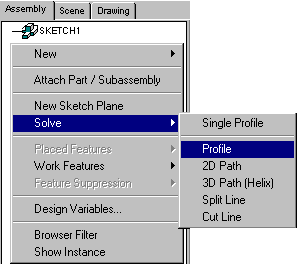 Assembly Scene Drawing
SKETCH1
New
Attach Part / Subassembly
New Sketch Plane
Solve
Placed Features
Work Features
Feature Suppression
Design Variables...
Browser Filter
Show Instance
Single Profile
Profile
2D Path
3D Path (Helix)
Split Line
Cut Line